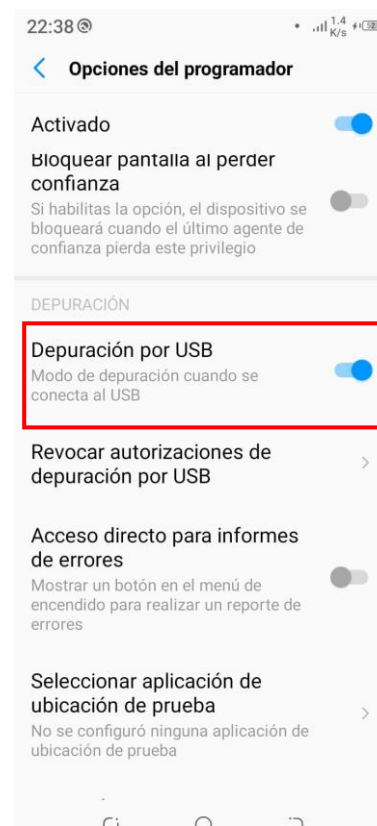 22:38
1.4
K/s
52
Opciones del programador
Activado
Bloquear pantalla al perder
confianza
Si habilitas la opción, el dispositivo se
bloqueará cuando el último agente de
confianza pierda este privilegio
DEPURACIÓN
Depuración por USB
Modo de depuración cuando se
conecta al USB
Revocar autorizaciones de
depuración por USB
Acceso directo para informes
de errores
Mostrar un botón en el menú de
encendido para realizar un reporte de
errores
Seleccionar aplicación de
ubicación de prueba
No se configuró ninguna aplicación de
ubicación de prueba